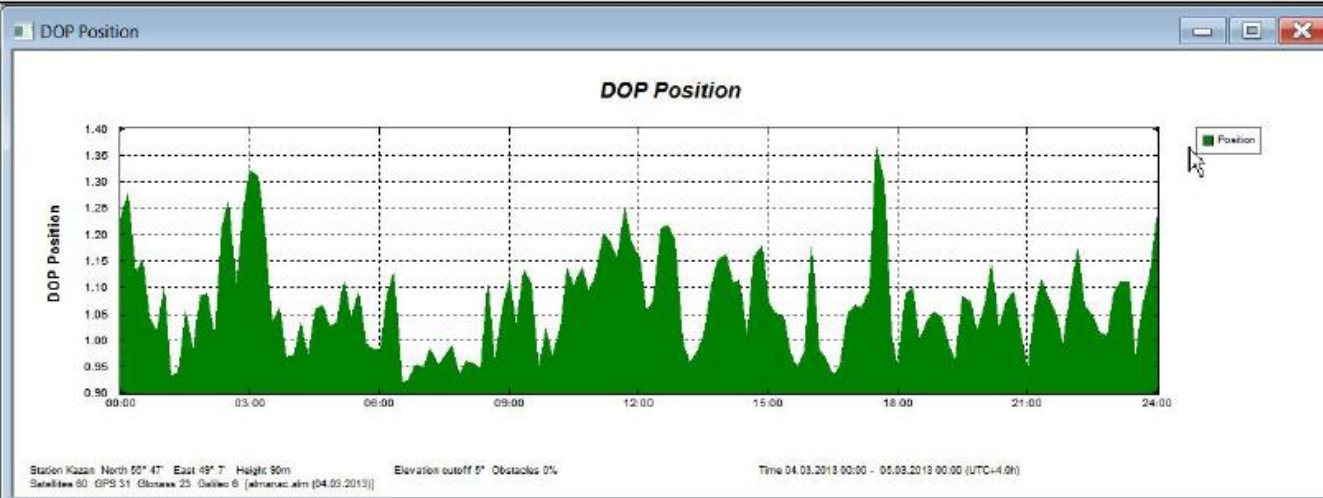 DOP Position
DOP Position
Position
DOP Position
1.40
1.35
1.30
1.25
1.20
1.15
1.10
1.05
1.00
0.95
0.90
00:00 03:00 06:00 09:00 12:00 15:00 18:00 21:00 24:00
Station Kazan North 55° 47' East 49° 7' Height 90m Elevation cutoff 5° Obstacles 0% Time 04.03.2013 00:00 - 05.03.2013 00:00 (UTC+4.0h)
Satellites 60 GPS 31 Glonass 23 Galileo 6 [almanac.alm (04.03.2013)]